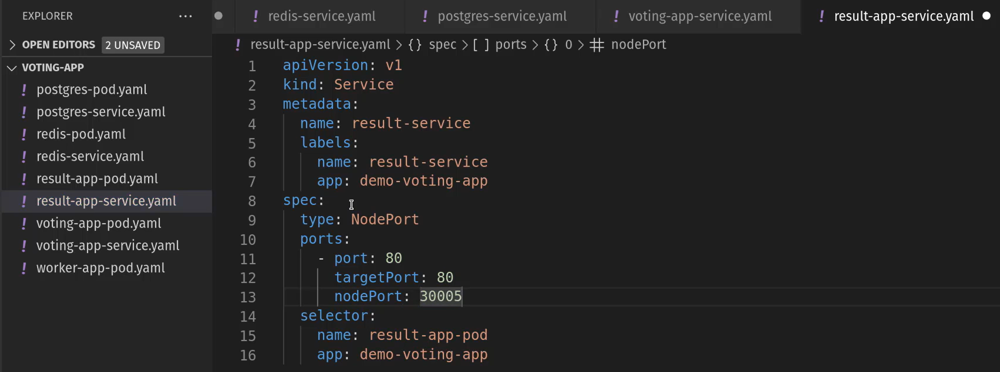 EXPLORER ...
redis-service.yaml
postgres-service.yaml
voting-app-service.yaml
result-app-service.yaml
OPEN EDITORS 2 UNSAVED
VOTING-APP
postgres-pod.yaml
postgres-service.yaml
redis-pod.yaml
redis-service.yaml
result-app-pod.yaml
result-app-service.yaml
voting-app-pod.yaml
voting-app-service.yaml
worker-app-pod.yaml
! result-app-service.yaml > {} spec > [ ] ports > {} 0 > # nodePort
1 apiVersion: v1
2 kind: Service
3 metadata:
4   name: result-service
5   labels:
6     name: result-service
7     app: demo-voting-app
8 spec:
9   type: NodePort
10   ports:
11     - port: 80
12       targetPort: 80
13       nodePort: 30005
14   selector:
15     name: result-app-pod
16     app: demo-voting-app